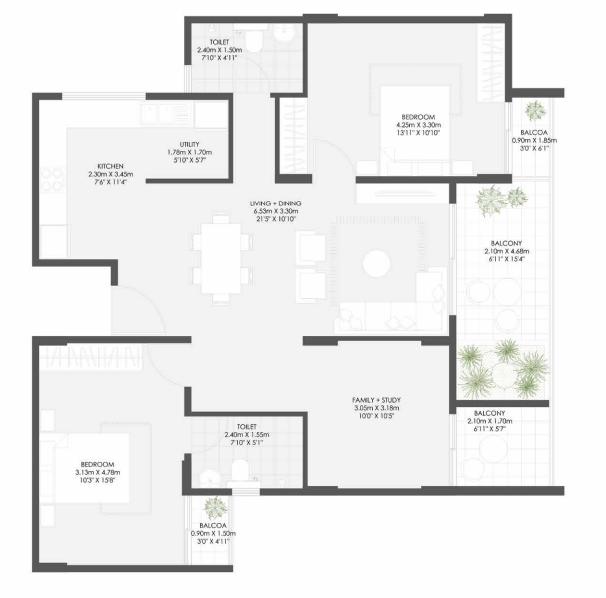 TOILET
2.40m X 1.50m
7'10" X 4'11"
BEDROOM
4.25m X 3.30m
13'11" X 10'10"
BALCOA
0.90m X 1.85m
3'0" X 6'1"
UTILITY
1.78m X 1.70m
5'10" X 5'7"
KITCHEN
2.30m X 3.45m
7'6" X 11'4"
LIVING + DINING
6.53m X 3.30m
21'5" X 10'10"
BALCONY
2.10m X 4.68m
6'11" X 15'4"
FAMILY + STUDY
3.05m X 3.18m
10'0" X 10'5"
BALCONY
2.10m X 1.70m
6'11" X 5'7"
TOILET
2.40m X 1.55m
7'10" X 5'1"
BEDROOM
3.13m X 4.78m
10'3" X 15'8"
BALCOA
0.90m X 1.50m
3'0" X 4'11"